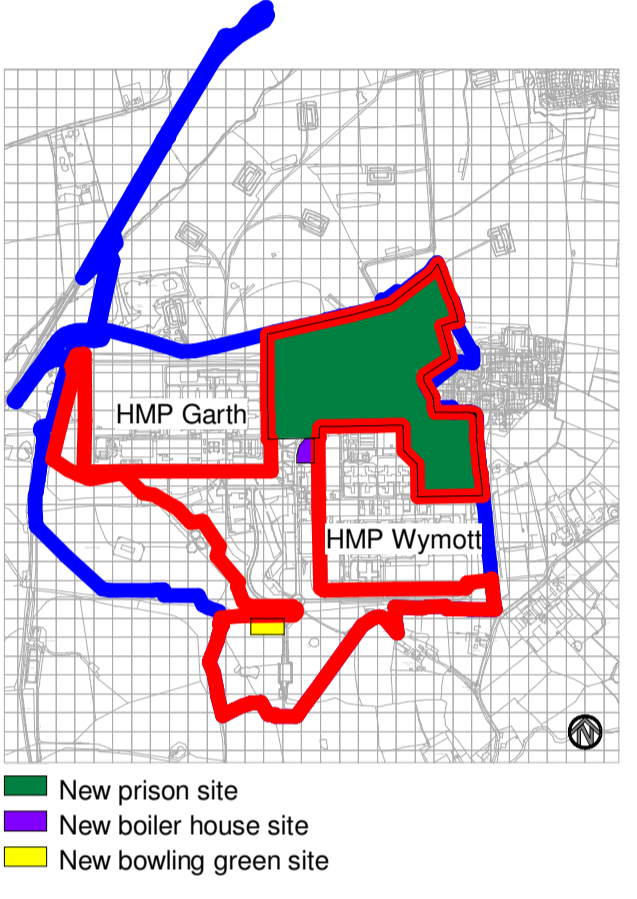 HMP Garth
HMP Wymott
N
New prison site
New boiler house site
New bowling green site